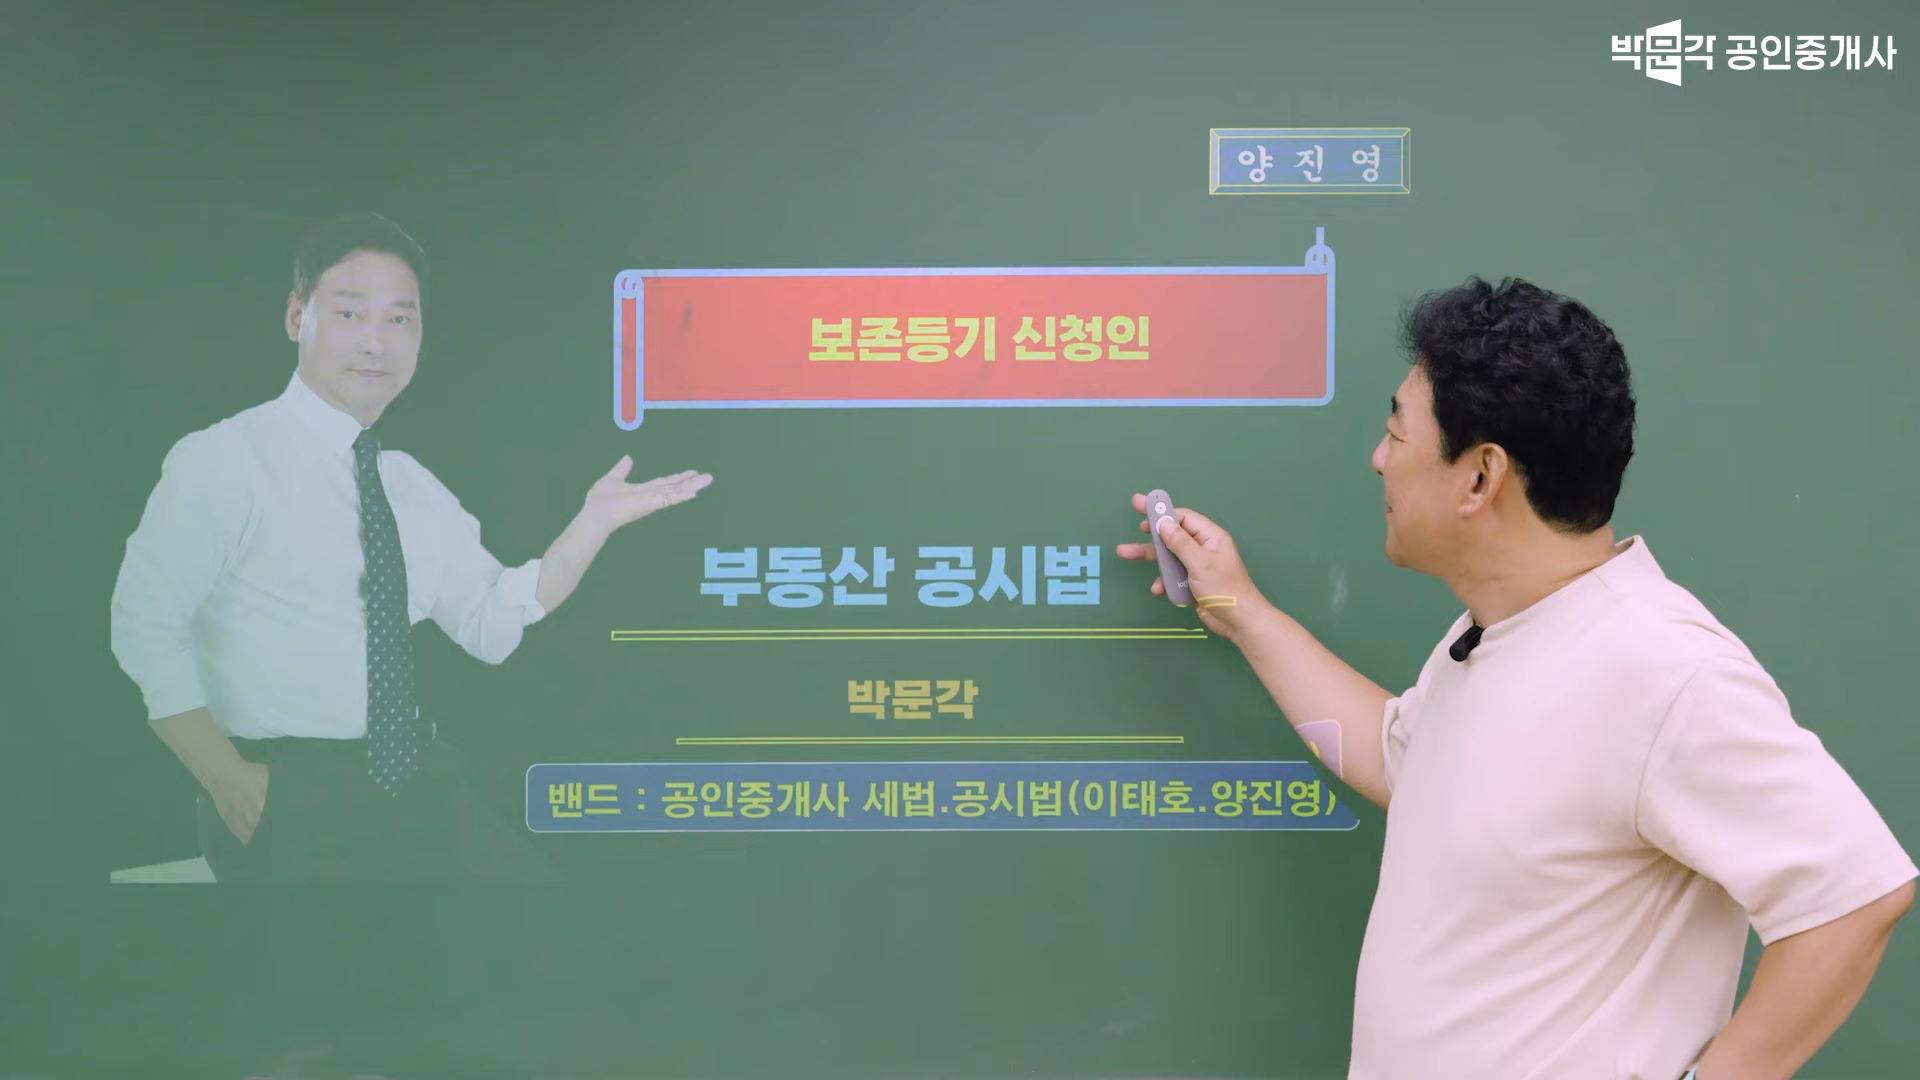 박문각 공인중개사
양진영
보존등기 신청인
부동산 공시법
박문각
밴드 : 공인중개사 세법.공시법(이태호.양진영)